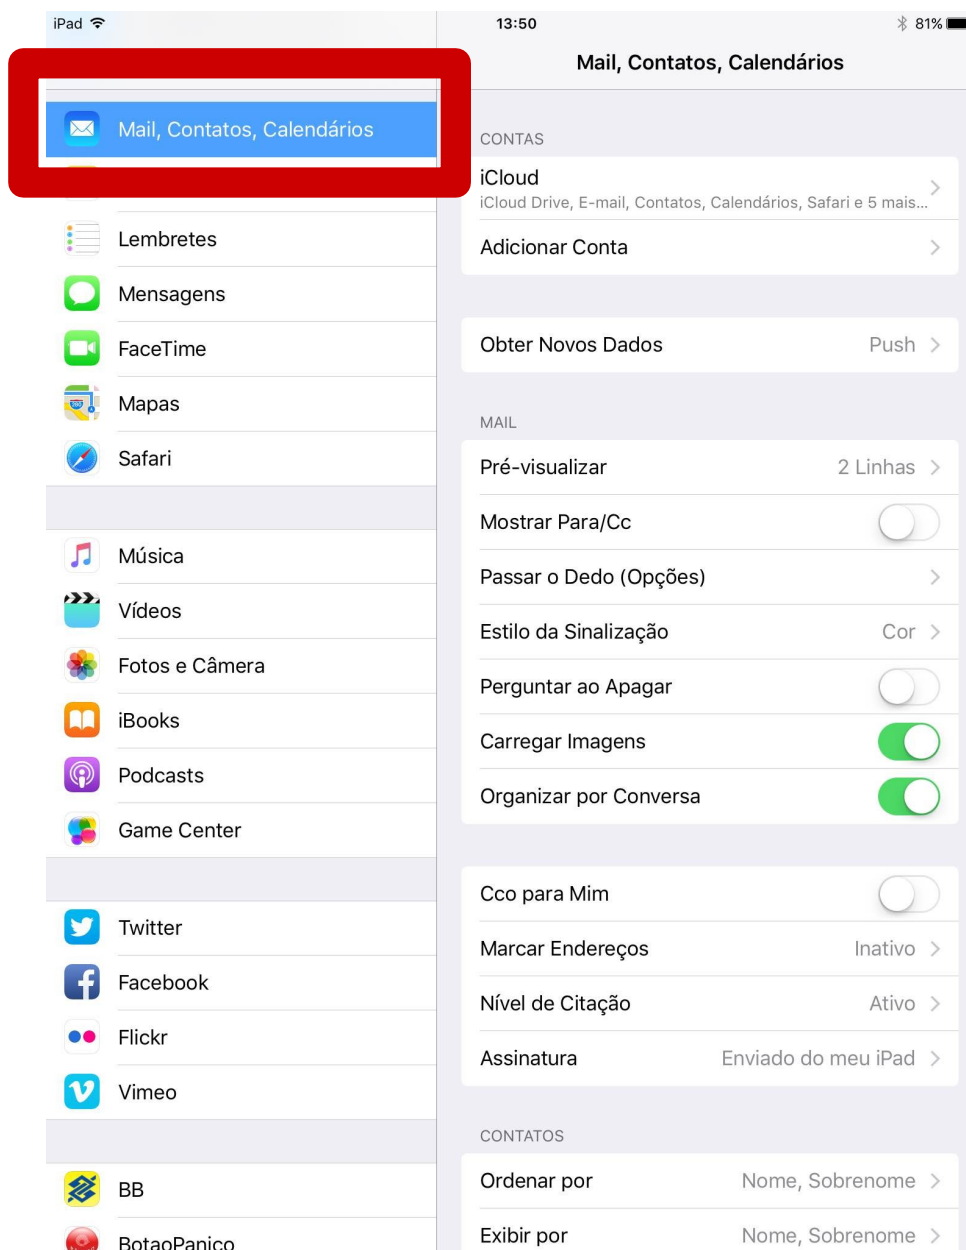 iPad
13:50
81%
Mail, Contatos, Calendários
Mail, Contatos, Calendários
Lembretes
Mensagens
FaceTime
Mapas
Safari
Música
Vídeos
Fotos e Câmera
iBooks
Podcasts
Game Center
Twitter
Facebook
Flickr
Vimeo
BB
BotaoPanico
CONTAS
iCloud
iCloud Drive, E-mail, Contatos, Calendários, Safari e 5 mais...
Adicionar Conta
Obter Novos Dados Push
MAIL
Pré-visualizar 2 Linhas
Mostrar Para/Cc
Passar o Dedo (Opções)
Estilo da Sinalização Cor
Perguntar ao Apagar
Carregar Imagens
Organizar por Conversa
Cco para Mim
Marcar Endereços Inativo
Nível de Citação Ativo
Assinatura Enviado do meu iPad
CONTATOS
Ordenar por Nome, Sobrenome
Exibir por Nome, Sobrenome